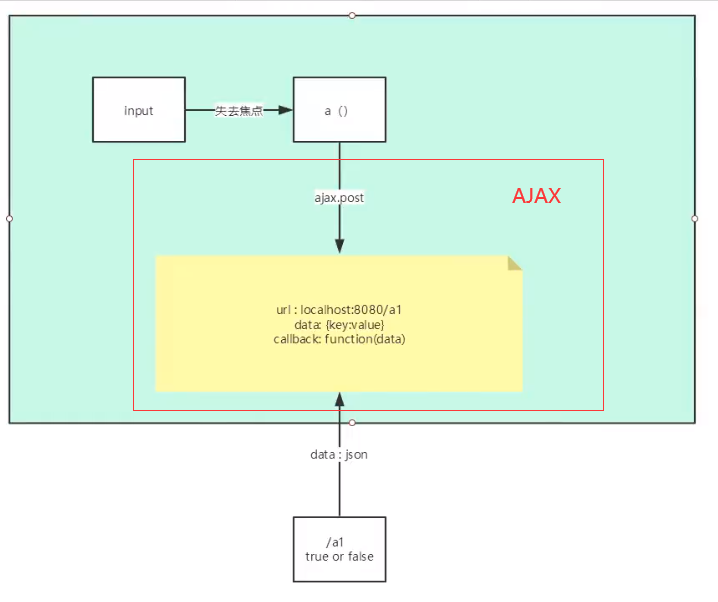 input
失去焦点
a（）
ajax.post
AJAX
url : localhost:8080/a1
data: {key:value}
callback: function(data)
data : json
/a1
true or false